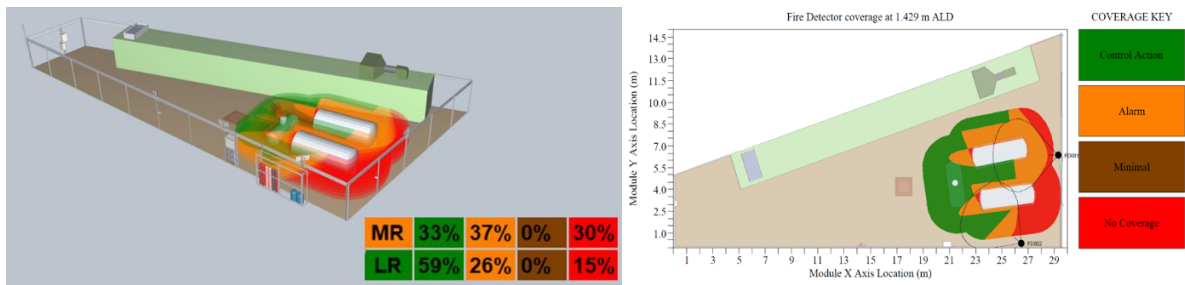 MR 33% 37% 0% 30%
LR 59% 26% 0% 15%
Fire Detector coverage at 1.429 m ALD
Module Y Axis Location (m)
14.5
13.0
11.5
10.0
8.5
7.0
5.5
4.0
2.5
1.0
1 3 5 7 9 11 13 15 17 19 21 23 25 27 29
Module X Axis Location (m)
FD001
FD002
COVERAGE KEY
Control Action
Alarm
Minimal
No Coverage